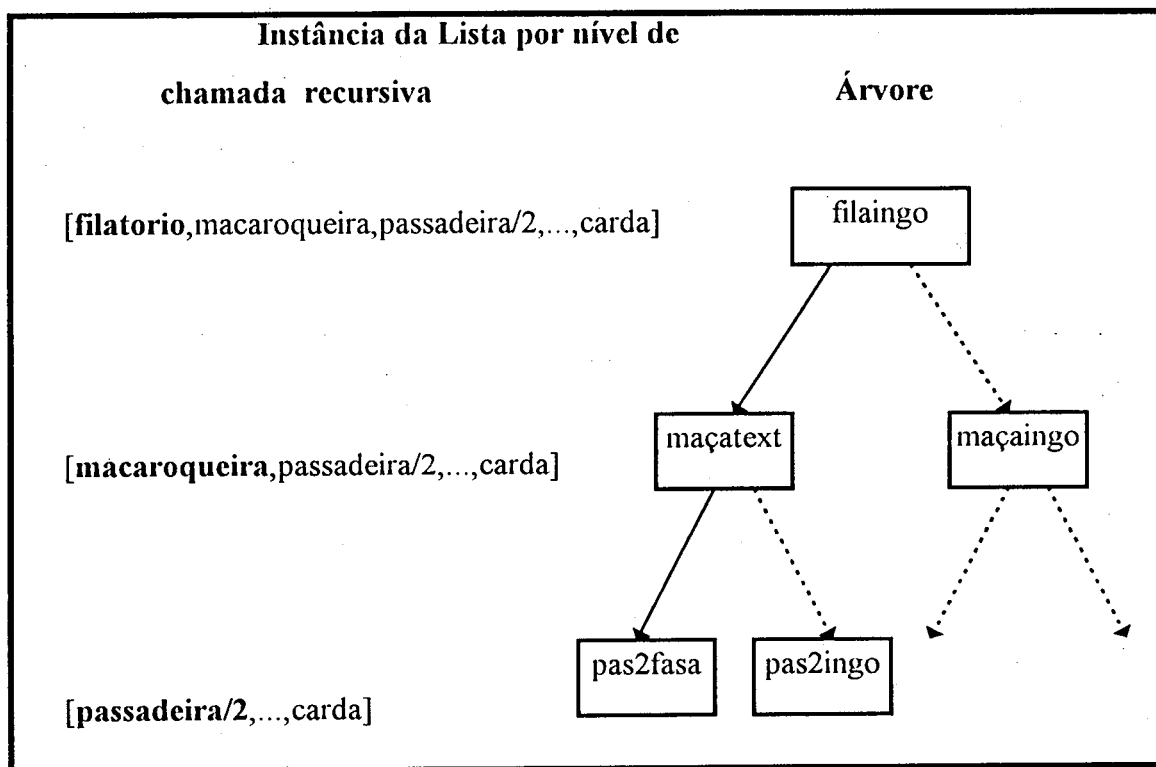 Instância da Lista por nível de
chamada recursiva
Árvore
[filatorio,macaroqueira,passadeira/2,...,carda]
filaingo
[macaroqueira,passadeira/2,...,carda]
maçatext
maçaingo
[passadeira/2,...,carda]
pas2fasa
pas2ingo